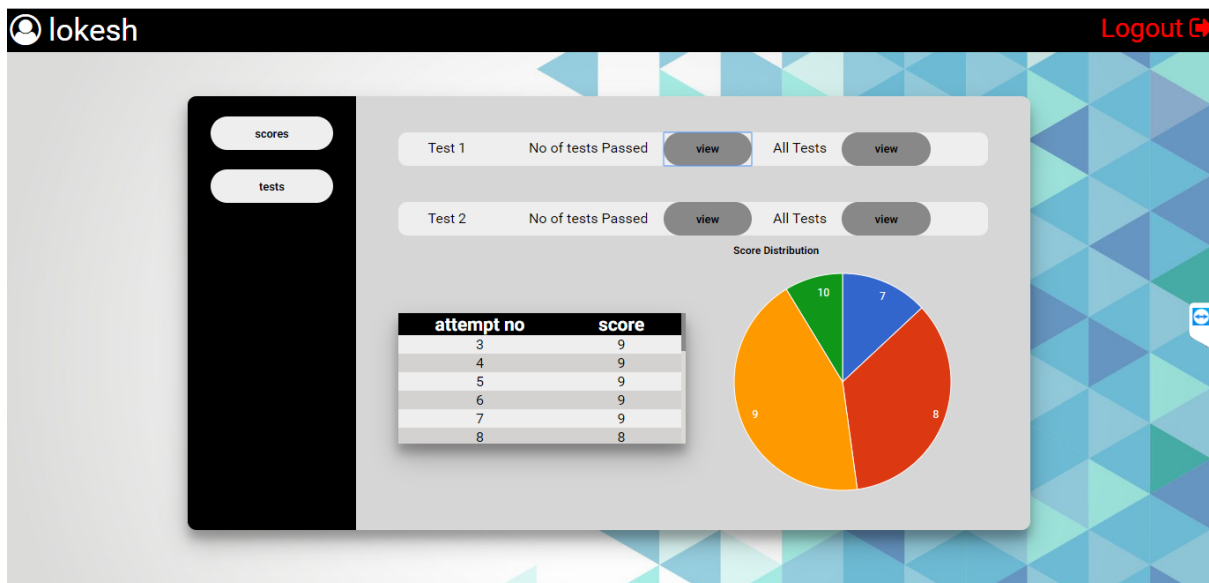 lokesh Logout
scores
tests
Test 1 No of tests Passed view All Tests view
Test 2 No of tests Passed view All Tests view
Score Distribution
attempt no score
3 9
4 9
5 9
6 9
7 9
8 8
10 7
9 8